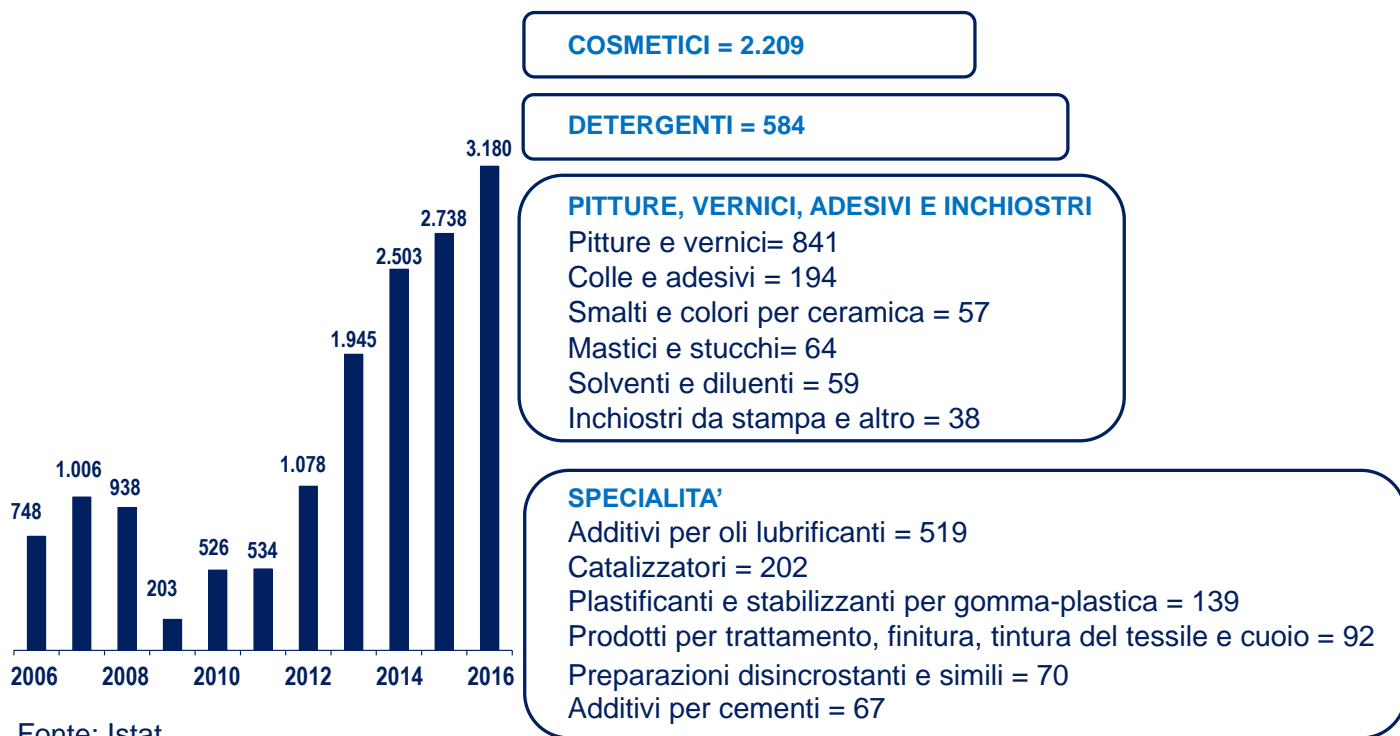 COSMETICI = 2.209
DETERGENTI = 584
PITTURE, VERNICI, ADESIVI E INCHIOSTRI
Pitture e vernici= 841
Colle e adesivi = 194
Smalti e colori per ceramica = 57
Mastici e stucchi= 64
Solventi e diluenti = 59
Inchiostri da stampa e altro = 38
SPECIALITA’
Additivi per oli lubrificanti = 519
Catalizzatori = 202
Plastificanti e stabilizzanti per gomma-plastica = 139
Prodotti per trattamento, finitura, tintura del tessile e cuoio = 92
Preparazioni disincrostanti e simili = 70
Additivi per cementi = 67
748
1.006
938
203
526
534
1.078
1.945
2.503
2.738
3.180
2006 2008 2010 2012 2014 2016
Fonte: Istat